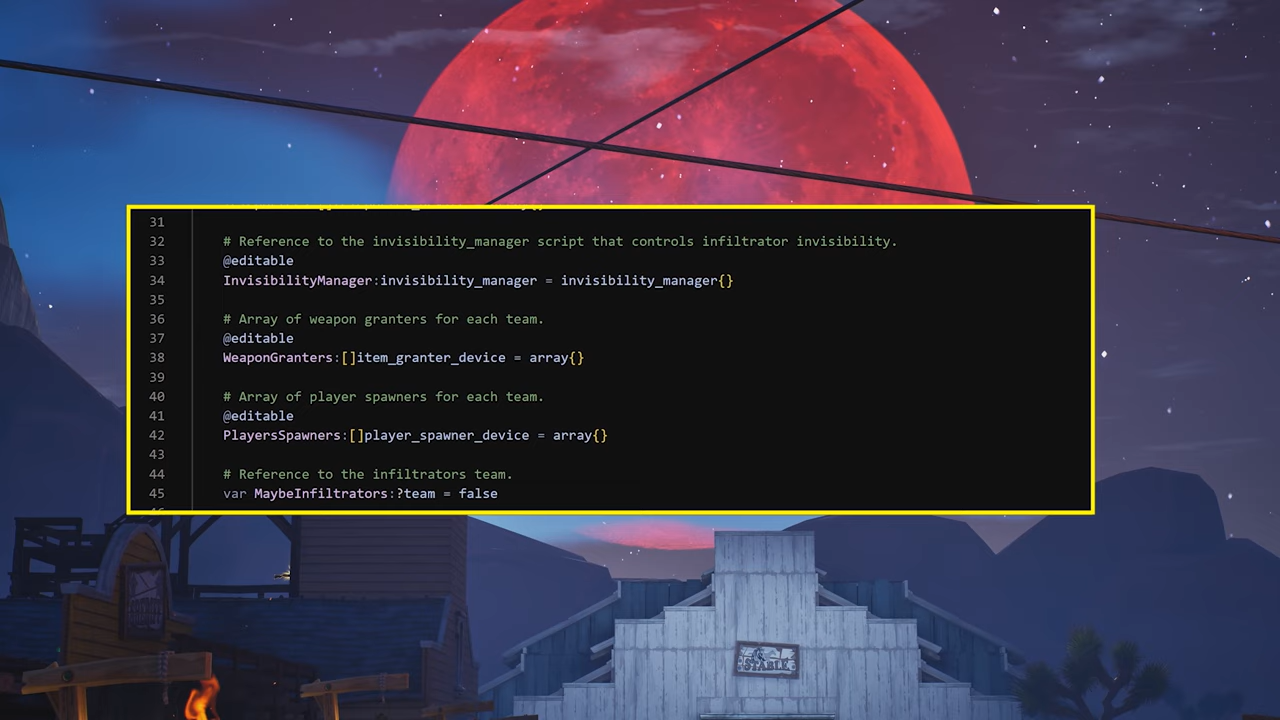 31
32 # Reference to the invisibility_manager script that controls infiltrator invisibility.
33 @editable
34 InvisibilityManager:invisibility_manager = invisibility_manager{}
35
36 # Array of weapon granters for each team.
37 @editable
38 WeaponGranters:[]item_granter_device = array{}
39
40 # Array of player spawners for each team.
41 @editable
42 PlayersSpawners:[]player_spawner_device = array{}
43
44 # Reference to the infiltrators team.
45 var MaybeInfiltrators:?team = false
STABLE